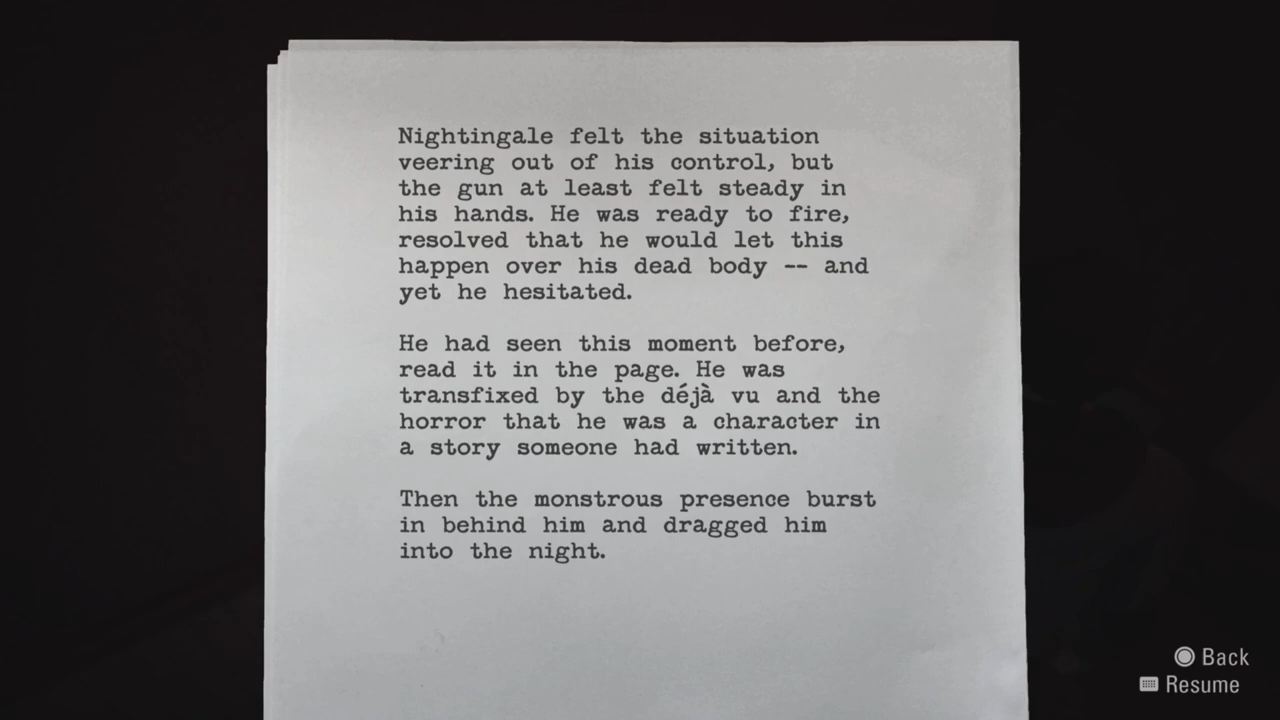 Nightingale felt the situation
veering out of his control, but
the gun at least felt steady in
his hands. He was ready to fire,
resolved that he would let this
happen over his dead body -- and
yet he hesitated.
He had seen this moment before,
read it in the page. He was
transfixed by the déjà vu and the
horror that he was a character in
a story someone had written.
Then the monstrous presence burst
in behind him and dragged him
into the night.
Back
Resume